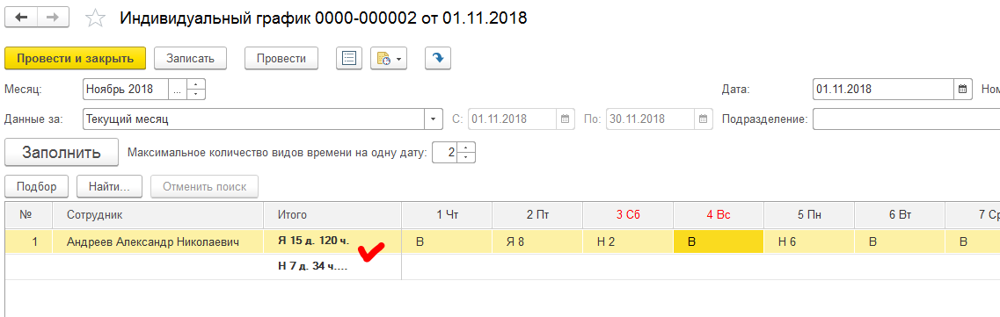 Индивидуальный график 0000-000002 от 01.11.2018
Провести и закрыть Записать Провести
Месяц: Ноябрь 2018 ... Дата: 01.11.2018 Ном
Данные за: Текущий месяц С: 01.11.2018 По: 30.11.2018 Подразделение:
Заполнить Максимальное количество видов времени на одну дату: 2
Подбор Найти... Отменить поиск
№ Сотрудник Итого 1 Чт 2 Пт 3 Сб 4 Вс 5 Пн 6 Вт 7 Ср
1 Андреев Александр Николаевич Я 15 д. 120 ч. В Я 8 Н 2 В Н 6 В В
Н 7 д. 34 ч....